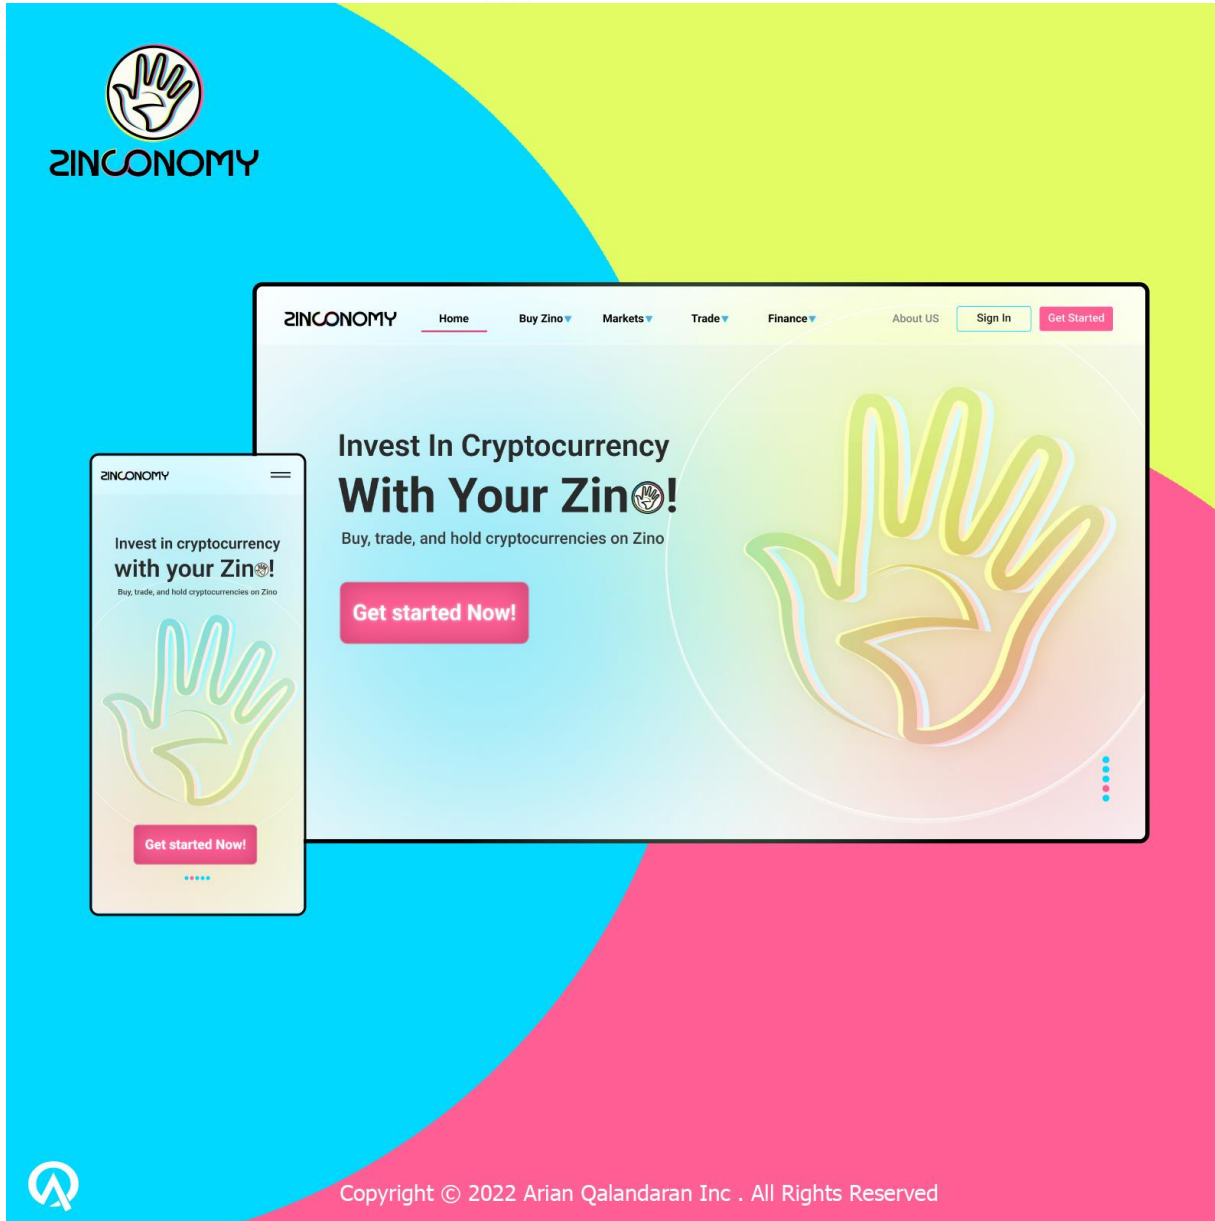 ZINCONOMY
ZINCONOMY Home Buy Zino Markets Trade Finance About US Sign In Get Started
Invest In Cryptocurrency
With Your Zino!
Buy, trade, and hold cryptocurrencies on Zino
Get started Now!
ZINCONOMY
Invest in cryptocurrency
with your Zino!
Buy, trade, and hold cryptocurrencies on Zino
Get started Now!
Copyright © 2022 Arian Qalandaran Inc . All Rights Reserved